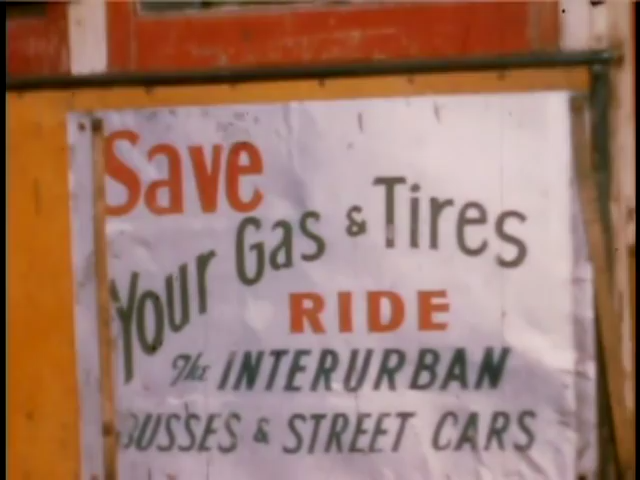 Save
Your Gas & Tires
RIDE
The INTERURBAN
BUSSES & STREET CARS